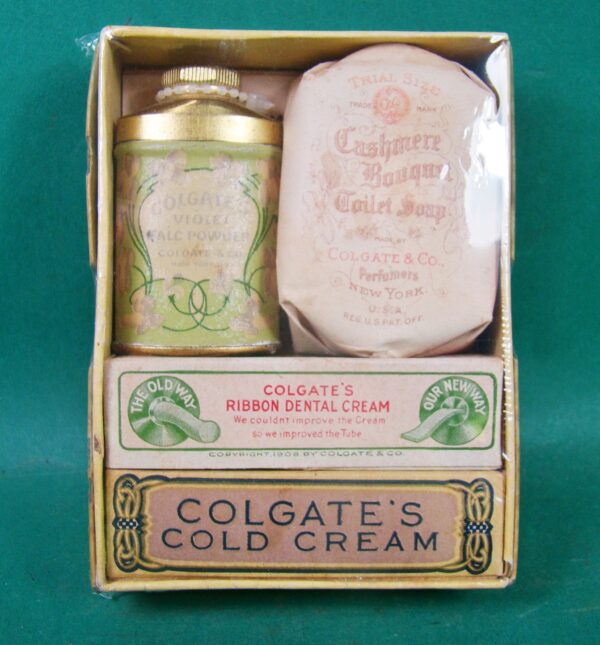 COLGATE'S
VIOLET
TALC POWDER
COLGATE & CO.
NEW YORK
TRIAL SIZE
TRADE MARK
Cashmere
Bouquet
Toilet Soap
MADE BY
COLGATE & CO.,
Perfumers
NEW YORK.
U.S.A.
REG. U.S. PAT. OFF.
THE OLD WAY
COLGATE'S
RIBBON DENTAL CREAM
We couldn't improve the Cream
so we improved the Tube
OUR NEW WAY
COPYRIGHT, 1908 BY COLGATE & CO.
COLGATE'S
COLD CREAM